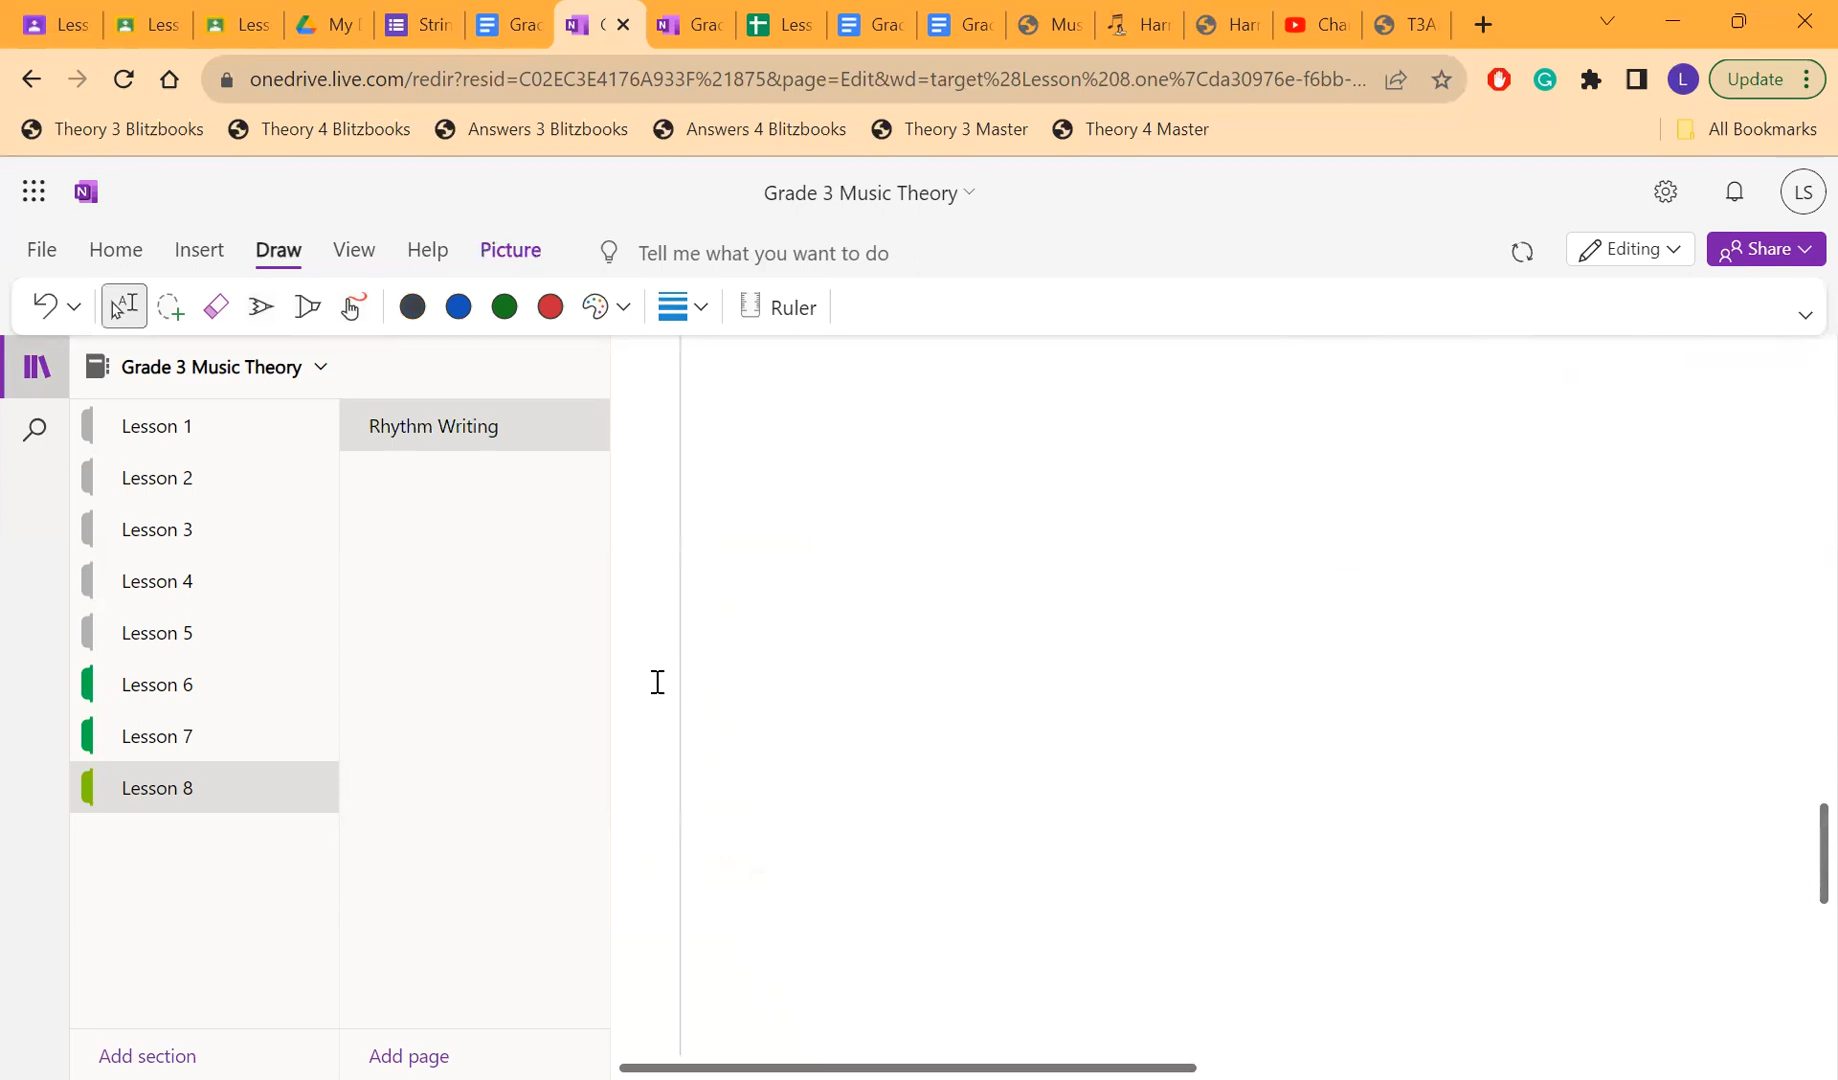 Less
Less
Less
My
Strin
Grac
Grac
Less
Grac
Grac
Mus
Harr
Harr
Cha
T3A
onedrive.live.com/redir?resid=C02EC3E4176A933F%21875&page=Edit&wd=target%28Lesson%208.one%7Cda30976e-f6bb-...
L
Update
Theory 3 Blitzbooks
Theory 4 Blitzbooks
Answers 3 Blitzbooks
Answers 4 Blitzbooks
Theory 3 Master
Theory 4 Master
All Bookmarks
N
Grade 3 Music Theory
LS
File
Home
Insert
Draw
View
Help
Picture
Tell me what you want to do
Editing
Share
Ruler
Grade 3 Music Theory
Lesson 1
Rhythm Writing
Lesson 2
Lesson 3
Lesson 4
Lesson 5
Lesson 6
Lesson 7
Lesson 8
Add section
Add page